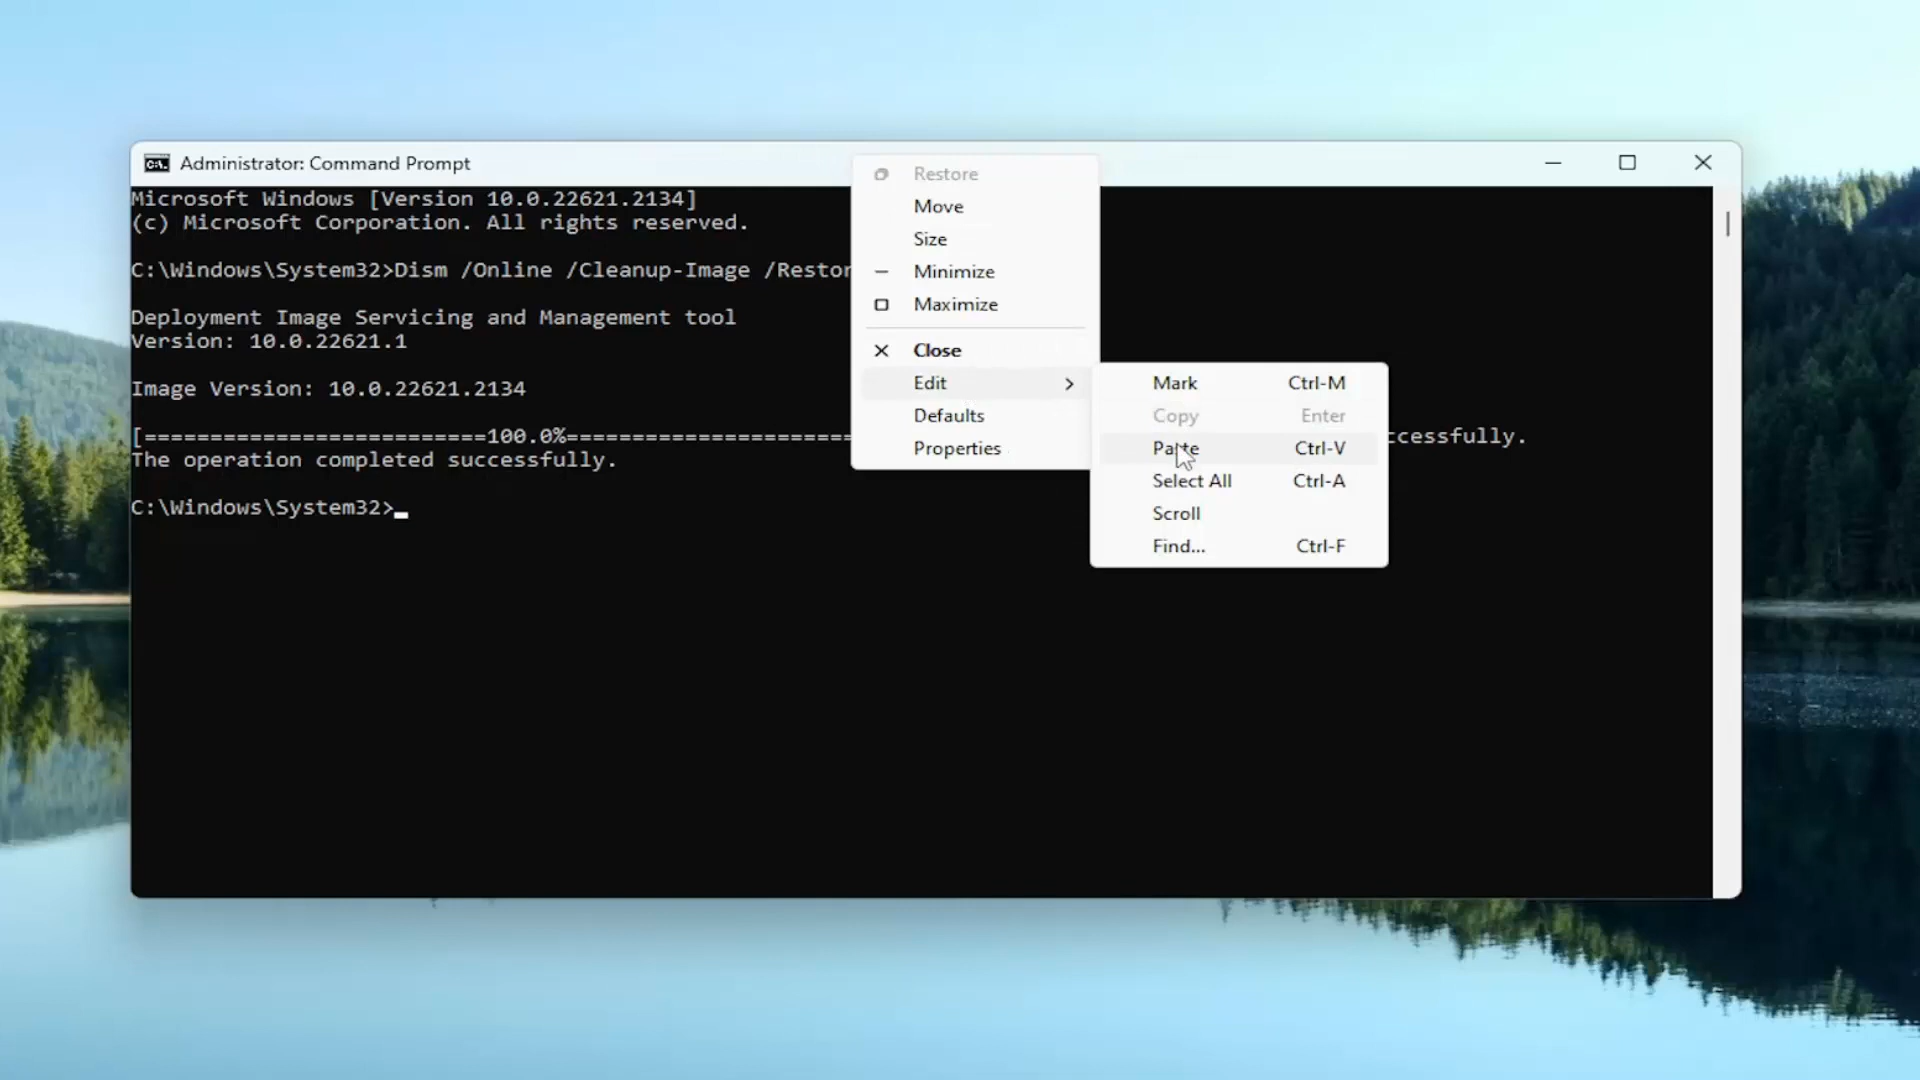 Administrator: Command Prompt
Microsoft Windows [Version 10.0.22621.2134]
(c) Microsoft Corporation. All rights reserved.
C:\Windows\System32>Dism /Online /Cleanup-Image /Restor
Deployment Image Servicing and Management tool
Version: 10.0.22621.1
Image Version: 10.0.22621.2134
[==========================100.0%====================== ccessfully.
The operation completed successfully.
C:\Windows\System32>
Restore
Move
Size
Minimize
Maximize
Close
Edit
Defaults
Properties
Mark Ctrl-M
Copy Enter
Paste Ctrl-V
Select All Ctrl-A
Scroll
Find... Ctrl-F